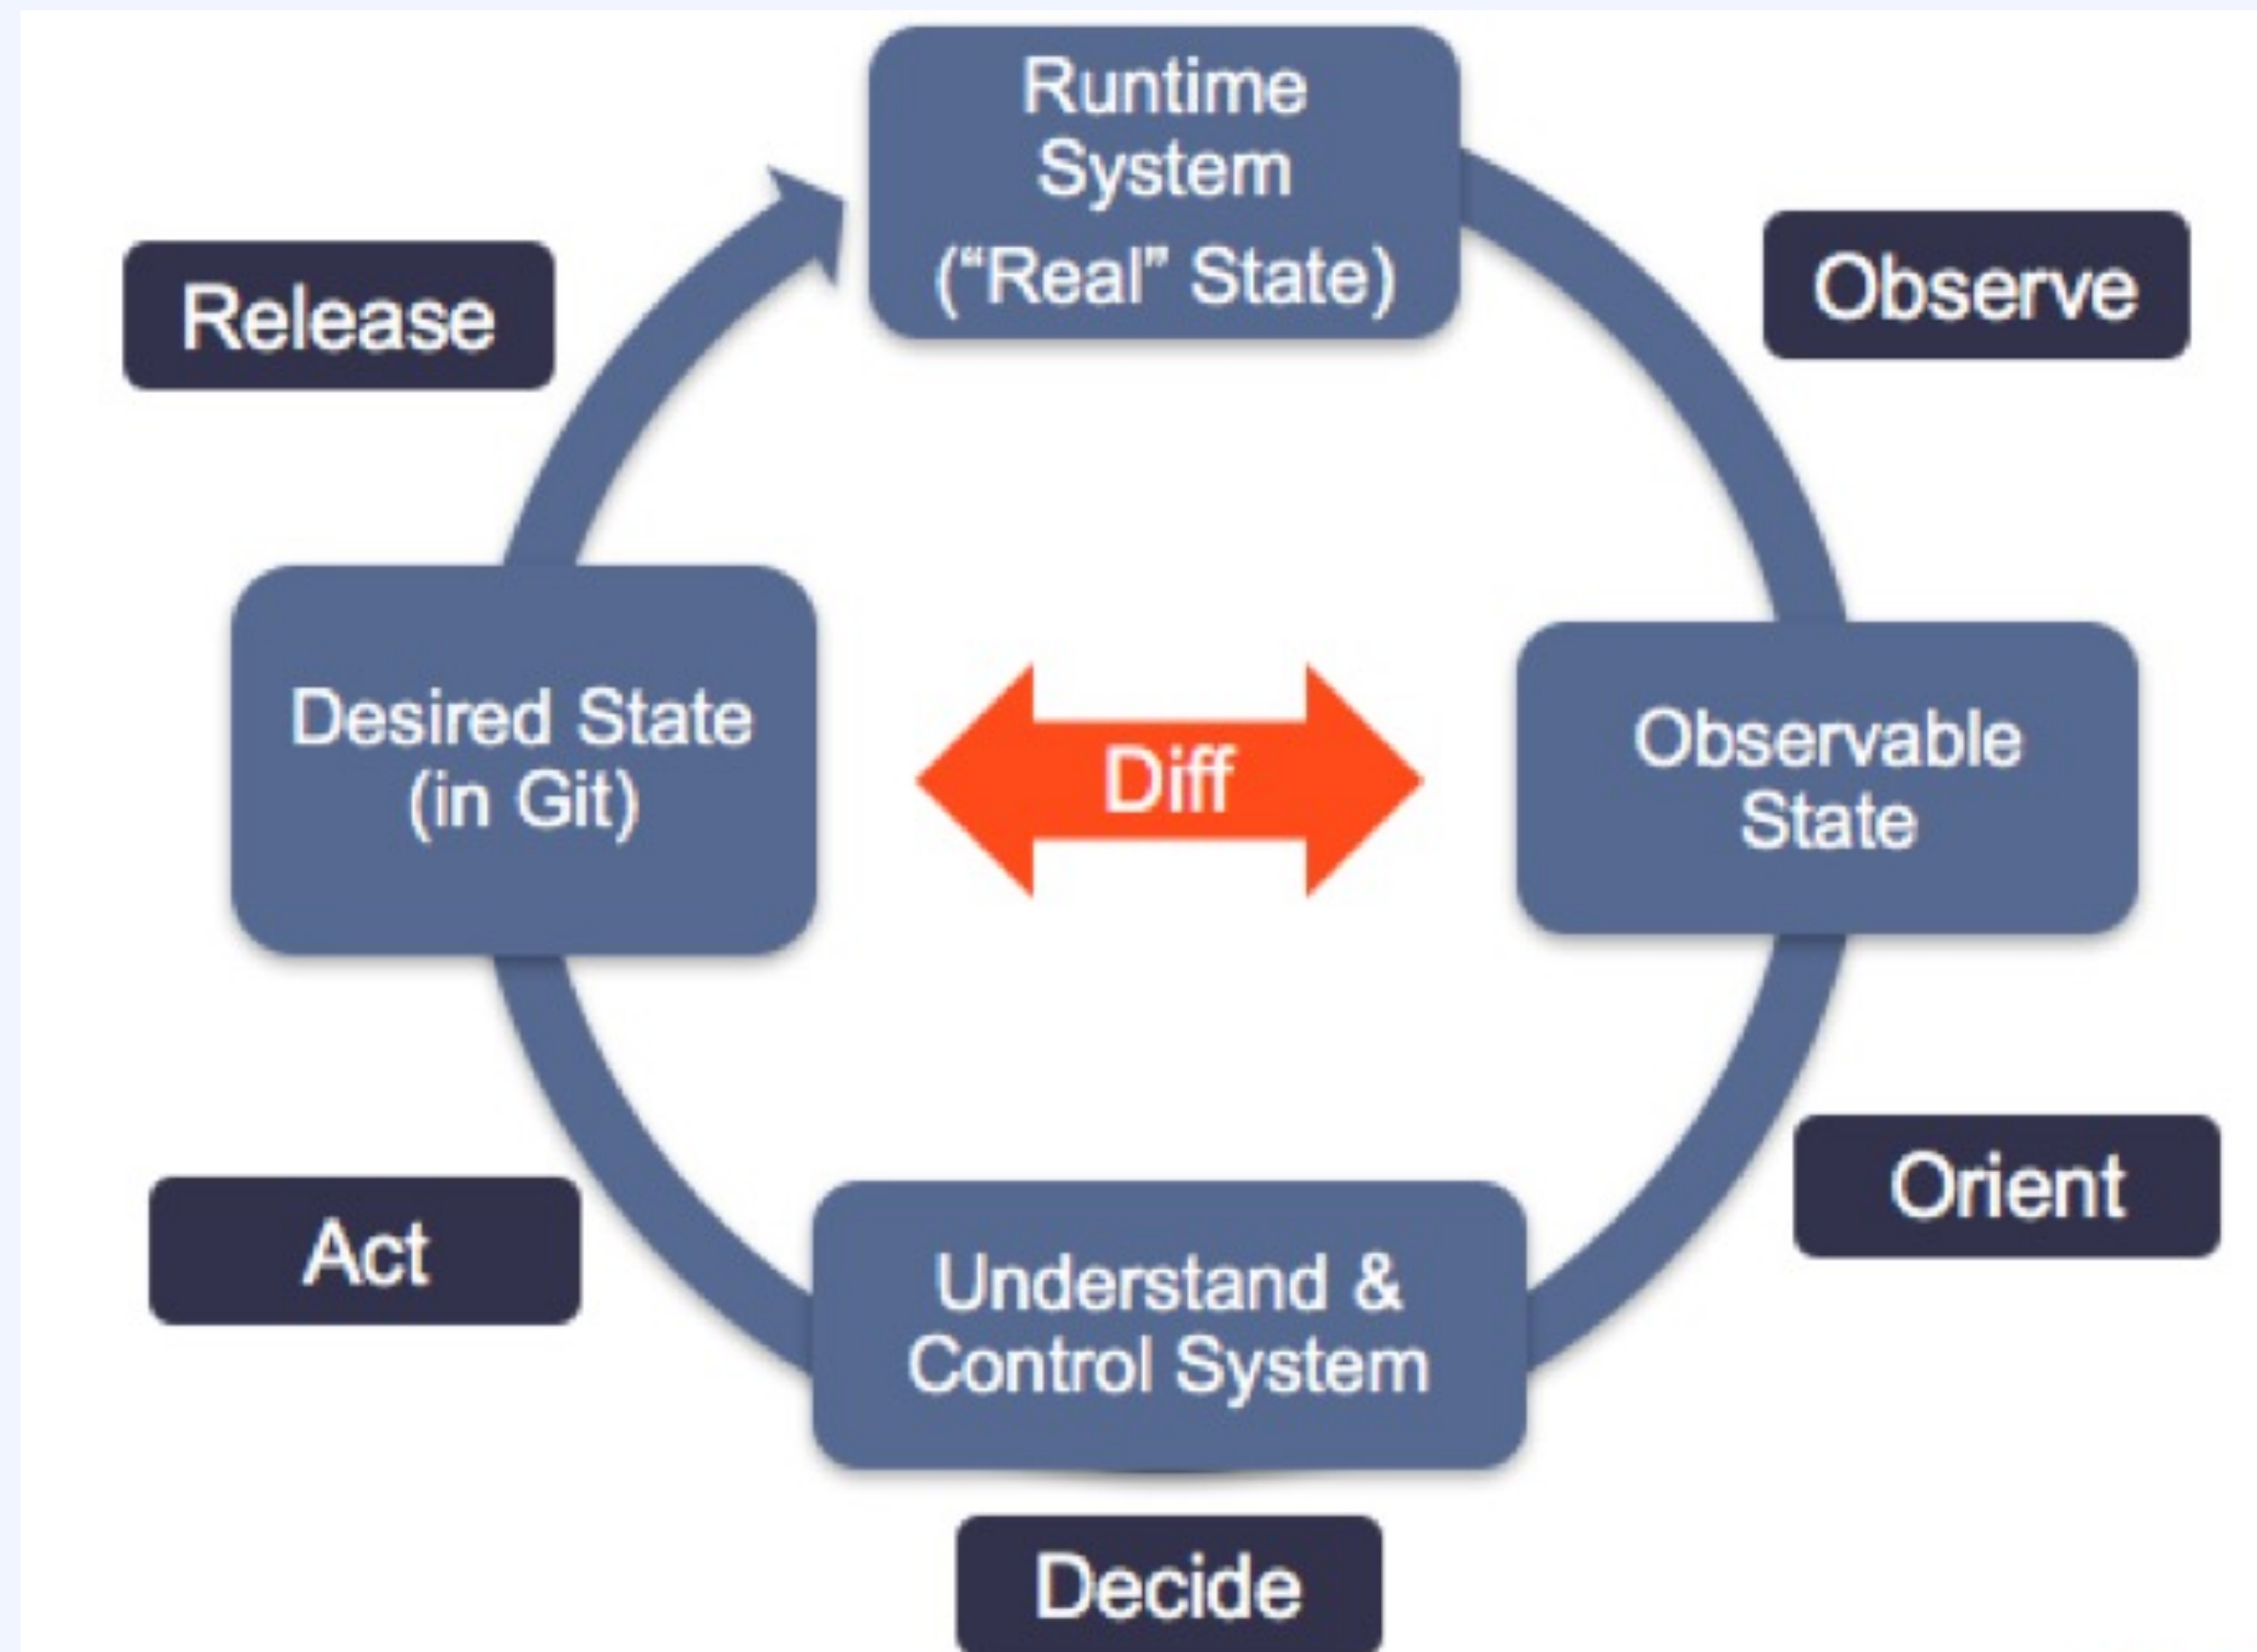 Runtime
System
(“Real” State)
Release
Observe
Desired State
(in Git)
Diff
Observable
State
Act
Orient
Understand &
Control System
Decide